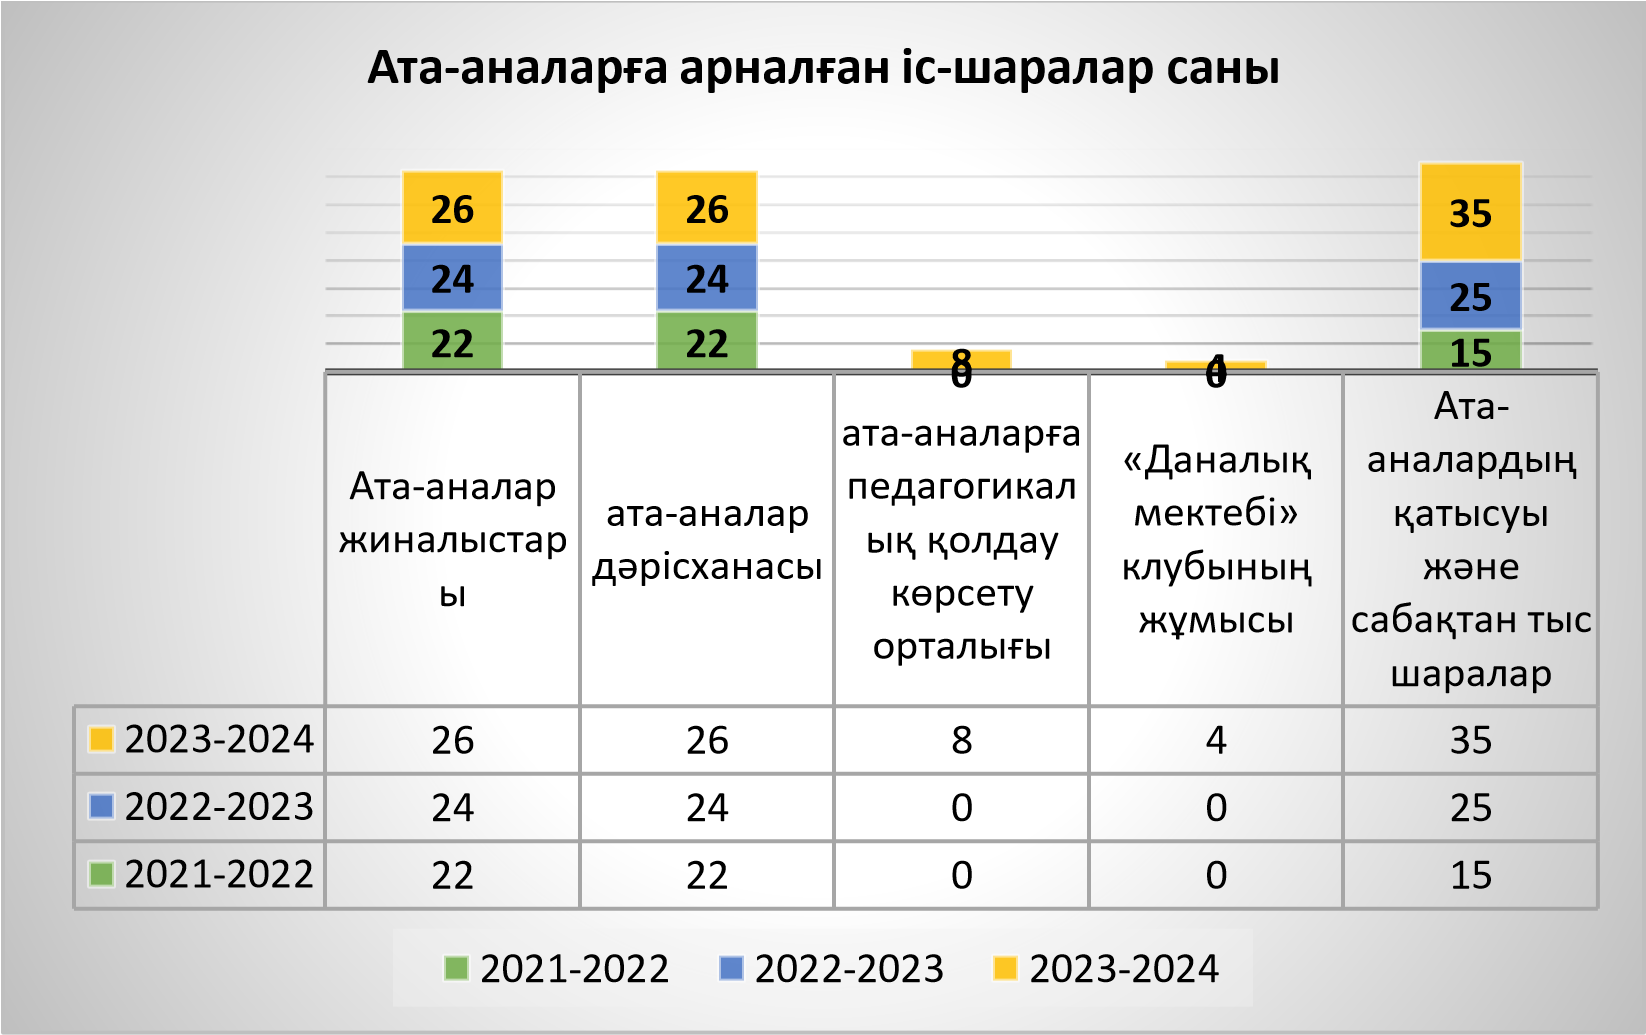 Ата-аналарға арналған іс-шаралар саны
26
26
35
24
24
25
22
22
8
0
4
0
15
Ата-аналар
жиналыстар
ы
ата-аналар
дәрісханасы
ата-аналарға
педагогикал
ық қолдау
көрсету
орталығы
«Даналық
мектебі»
клубының
жұмысы
Ата-
аналардың
қатысуы
және
сабақтан тыс
шаралар
2023-2024 26 26 8 4 35
2022-2023 24 24 0 0 25
2021-2022 22 22 0 0 15
2021-2022 2022-2023 2023-2024